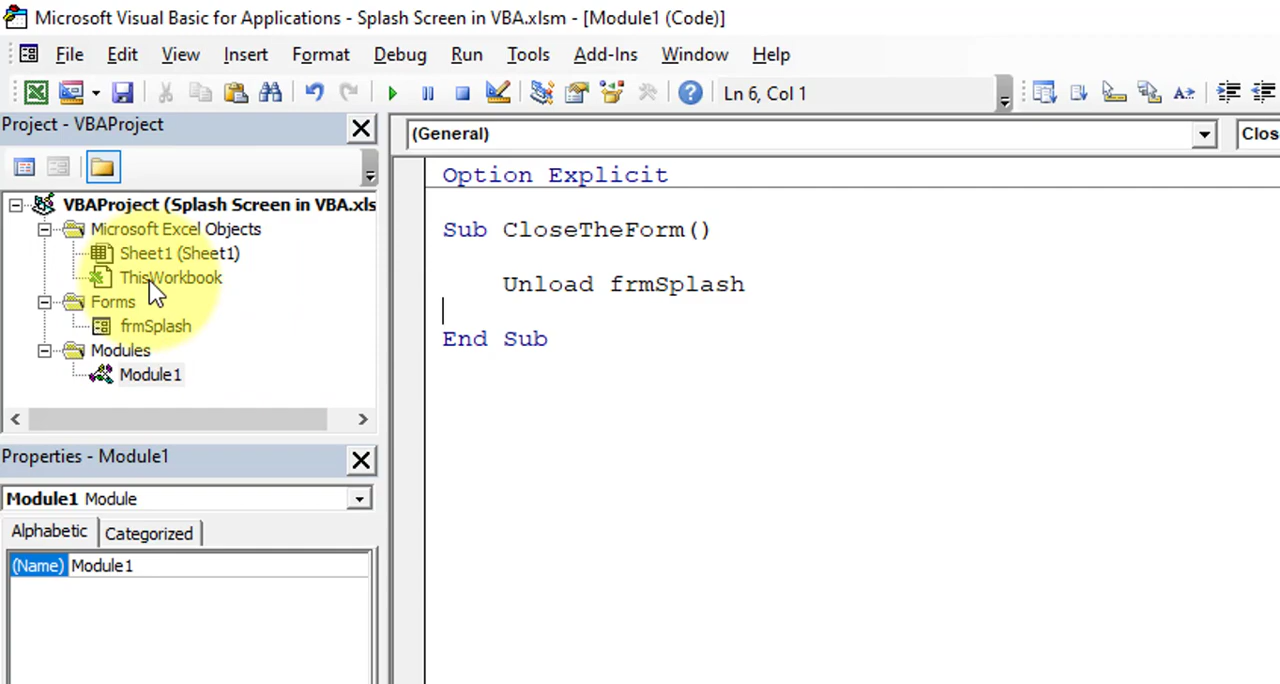 Microsoft Visual Basic for Applications - Splash Screen in VBA.xlsm - [Module1 (Code)]
File Edit View Insert Format Debug Run Tools Add-Ins Window Help
Ln 6, Col 1
Project - VBAProject
(General)
Clos
VBAProject (Splash Screen in VBA.xls
Microsoft Excel Objects
Sheet1 (Sheet1)
ThisWorkbook
Forms
frmSplash
Modules
Module1
Option Explicit
Sub CloseTheForm()
Unload frmSplash
End Sub
Properties - Module1
Module1 Module
Alphabetic Categorized
(Name) Module1